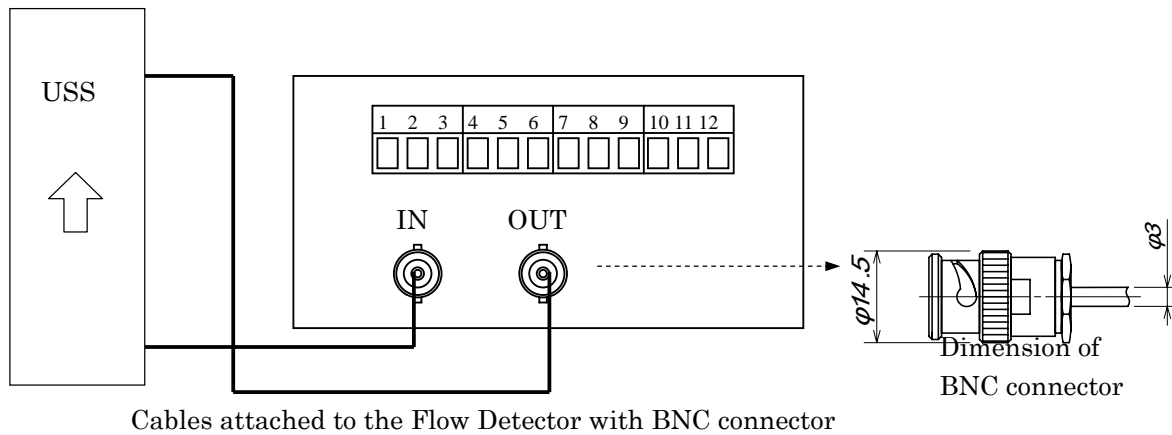 USS
1 2 3 4 5 6 7 8 9 10 11 12
IN OUT
φ14.5
φ3
Dimension of
BNC connector
Cables attached to the Flow Detector with BNC connector